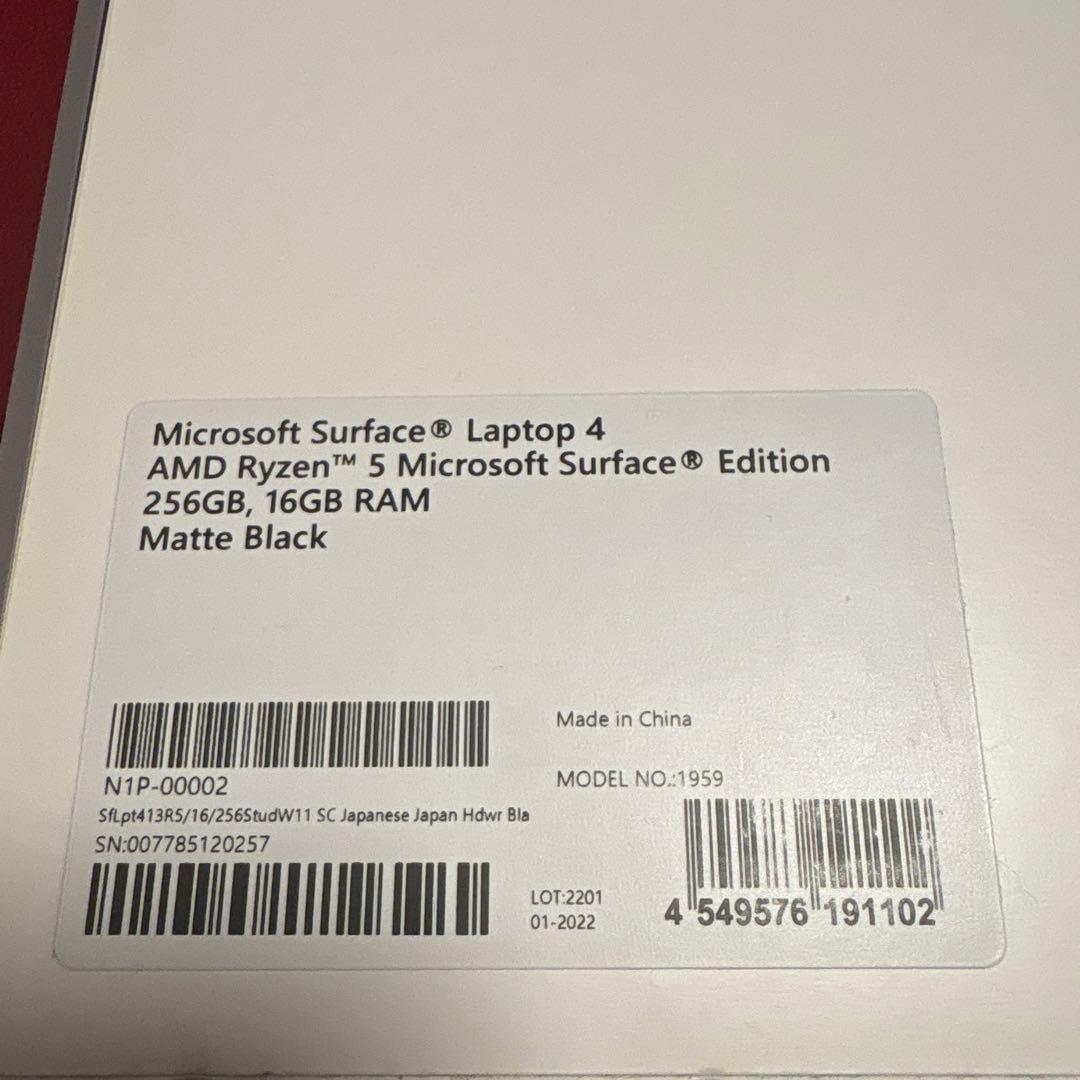 Microsoft Surface® Laptop 4
AMD Ryzen™ 5 Microsoft Surface® Edition
256GB, 16GB RAM
Matte Black
N1P-00002
SfLpt413R5/16/256StudW11 SC Japanese Japan Hdwr Bla
SN:007785120257
Made in China
MODEL NO.:1959
LOT:2201
01-2022
4 549576 191102